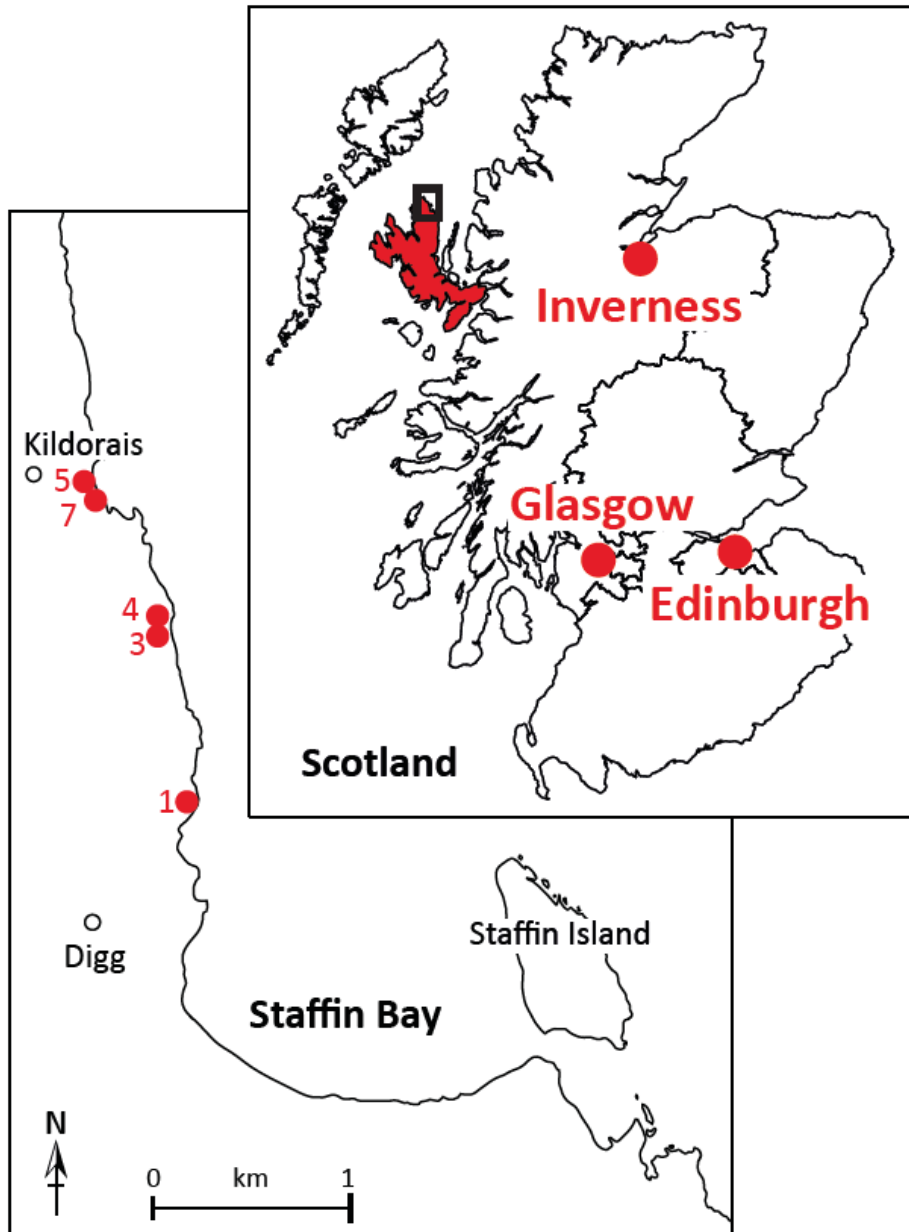 Inverness
Glasgow
Edinburgh
Scotland
Kildorais
5
7
4
3
1
Digg
Staffin Island
Staffin Bay
N
0 km 1